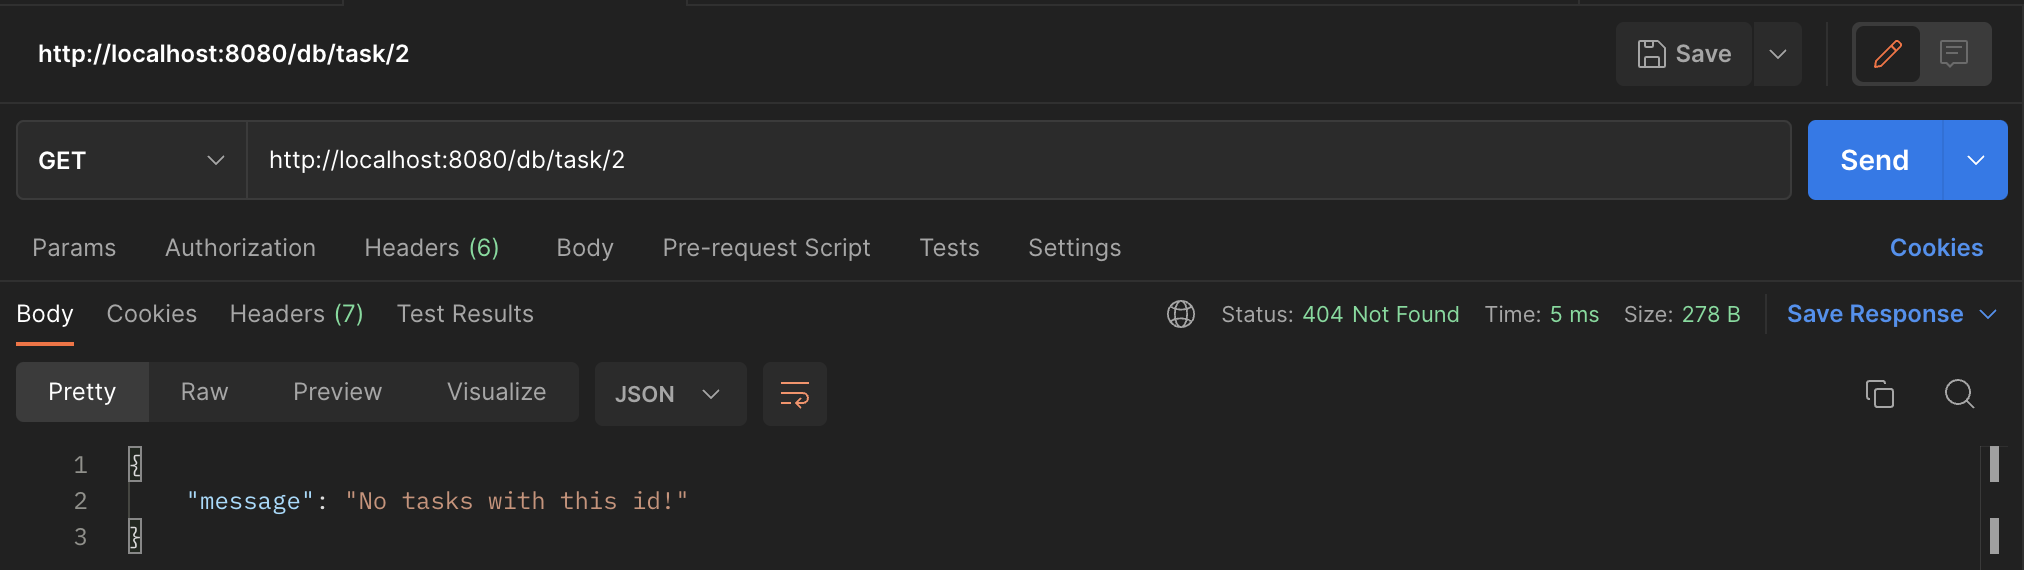 http://localhost:8080/db/task/2
Save
GET
http://localhost:8080/db/task/2
Send
Params Authorization Headers (6) Body Pre-request Script Tests Settings Cookies
Body Cookies Headers (7) Test Results Status: 404 Not Found Time: 5 ms Size: 278 B Save Response
Pretty Raw Preview Visualize JSON
1 {
2 "message": "No tasks with this id!"
3 }